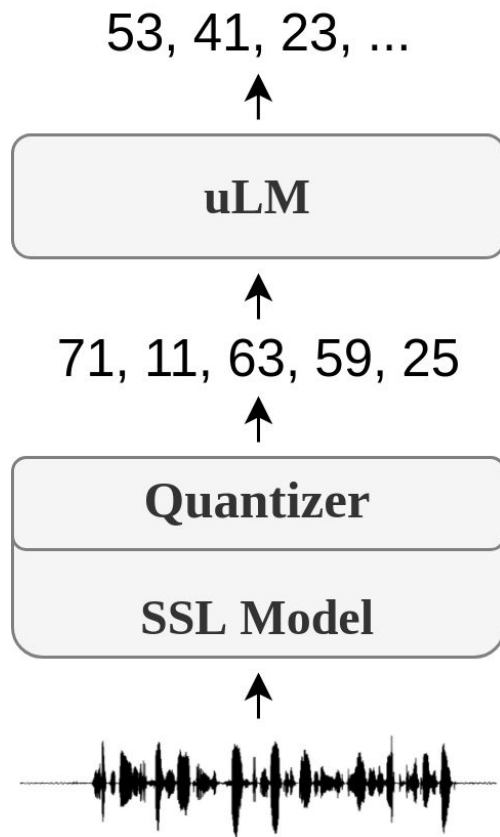 53, 41, 23, ...
uLM
71, 11, 63, 59, 25
Quantizer
SSL Model